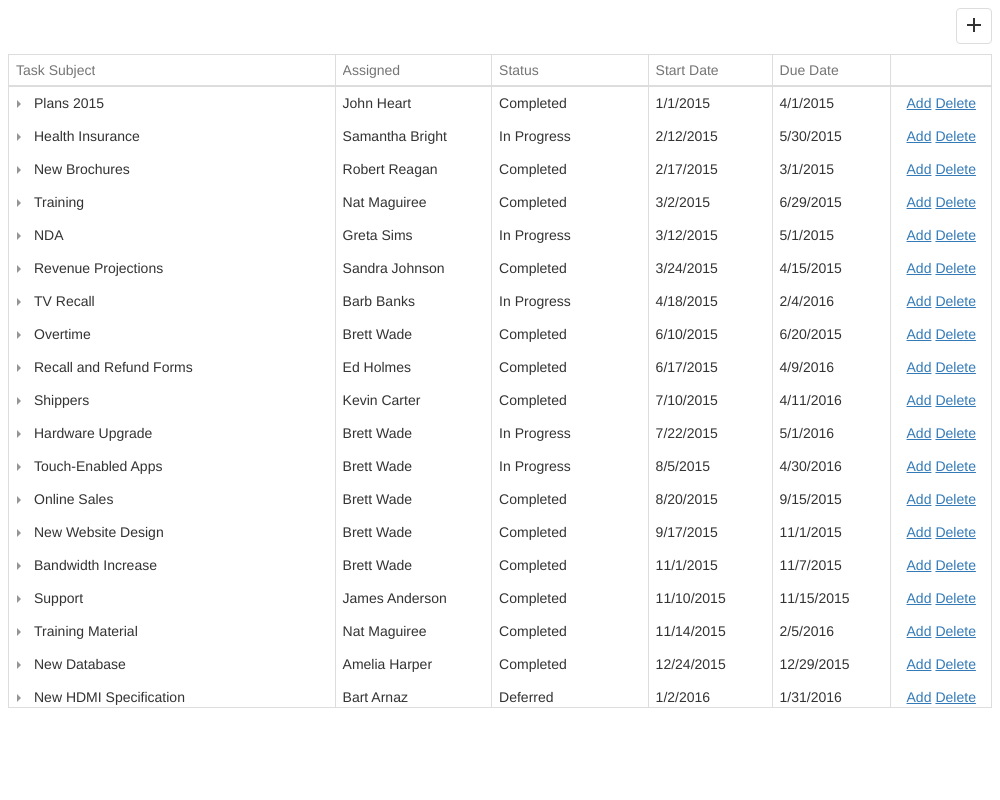 Task Subject Assigned Status Start Date Due Date
Plans 2015 John Heart Completed 1/1/2015 4/1/2015 Add Delete
Health Insurance Samantha Bright In Progress 2/12/2015 5/30/2015 Add Delete
New Brochures Robert Reagan Completed 2/17/2015 3/1/2015 Add Delete
Training Nat Maguiree Completed 3/2/2015 6/29/2015 Add Delete
NDA Greta Sims In Progress 3/12/2015 5/1/2015 Add Delete
Revenue Projections Sandra Johnson Completed 3/24/2015 4/15/2015 Add Delete
TV Recall Barb Banks In Progress 4/18/2015 2/4/2016 Add Delete
Overtime Brett Wade Completed 6/10/2015 6/20/2015 Add Delete
Recall and Refund Forms Ed Holmes Completed 6/17/2015 4/9/2016 Add Delete
Shippers Kevin Carter Completed 7/10/2015 4/11/2016 Add Delete
Hardware Upgrade Brett Wade In Progress 7/22/2015 5/1/2016 Add Delete
Touch-Enabled Apps Brett Wade In Progress 8/5/2015 4/30/2016 Add Delete
Online Sales Brett Wade Completed 8/20/2015 9/15/2015 Add Delete
New Website Design Brett Wade Completed 9/17/2015 11/1/2015 Add Delete
Bandwidth Increase Brett Wade Completed 11/1/2015 11/7/2015 Add Delete
Support James Anderson Completed 11/10/2015 11/15/2015 Add Delete
Training Material Nat Maguiree Completed 11/14/2015 2/5/2016 Add Delete
New Database Amelia Harper Completed 12/24/2015 12/29/2015 Add Delete
New HDMI Specification Bart Arnaz Deferred 1/2/2016 1/31/2016 Add Delete